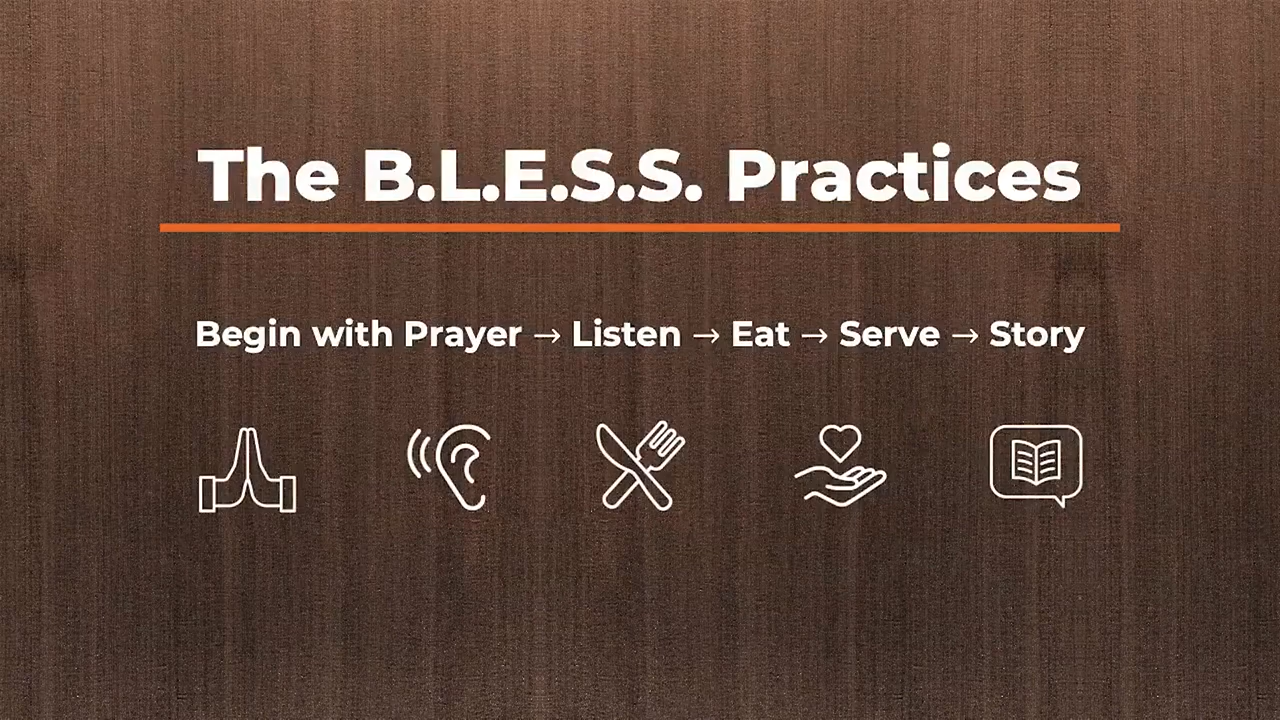 The B.L.E.S.S. Practices
Begin with Prayer → Listen → Eat → Serve → Story